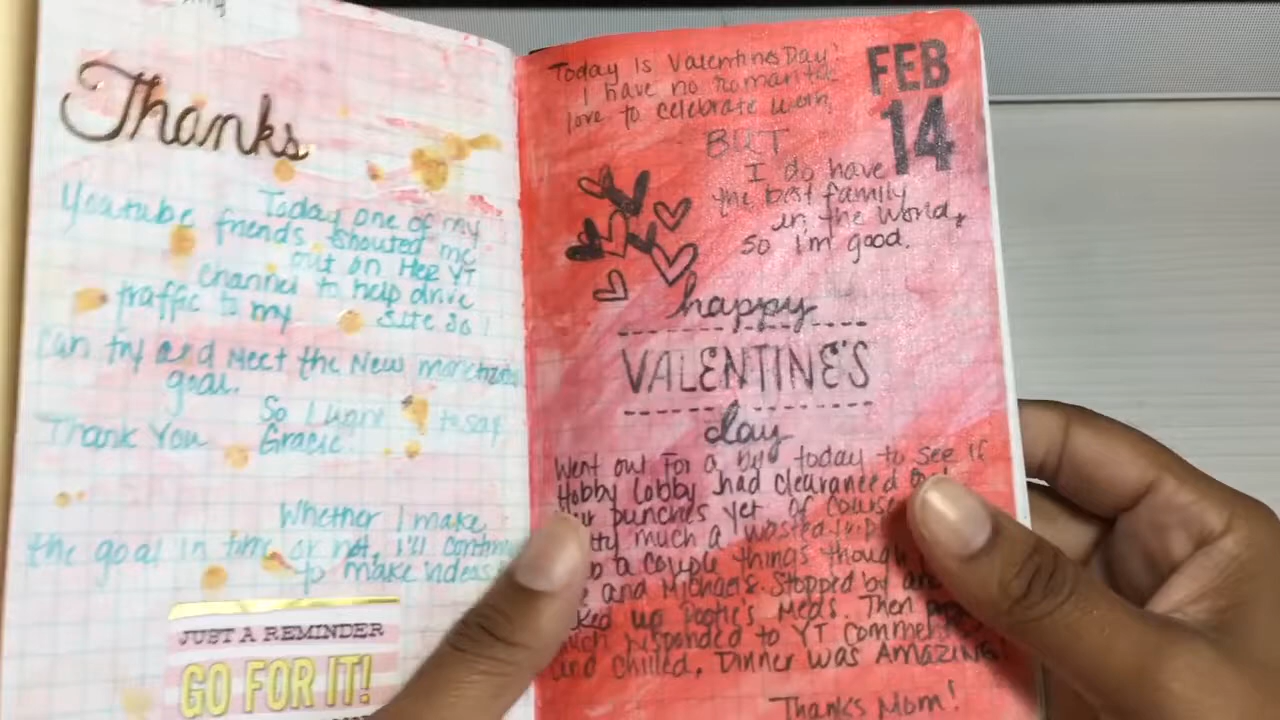 Thanks
Today one of my
Youtube friends shouted me
out on Her YT
channel to help drive
traffic to my site so I
can try and Meet the New
goal.
So I want to say
Thank You Gracie!
Whether I make
the goal in time or not, I'll
to make videos
JUST A REMINDER
GO FOR IT!
Today Is Valentines Day!
I have no romantic
love to celebrate with,
BUT
I do have
the best family
in the world,
so I'm good.
FEB
14
happy
VALENTINE'S
day
Went out for a bit today to see if
Hobby Lobby had clearanced
punches yet of course
much a wasted
a couple things though
and Michaels. Stopped by
up Pootie's Meds. Then
responded to YT
and chilled. Dinner was AMAZING!
Thanks Mom!